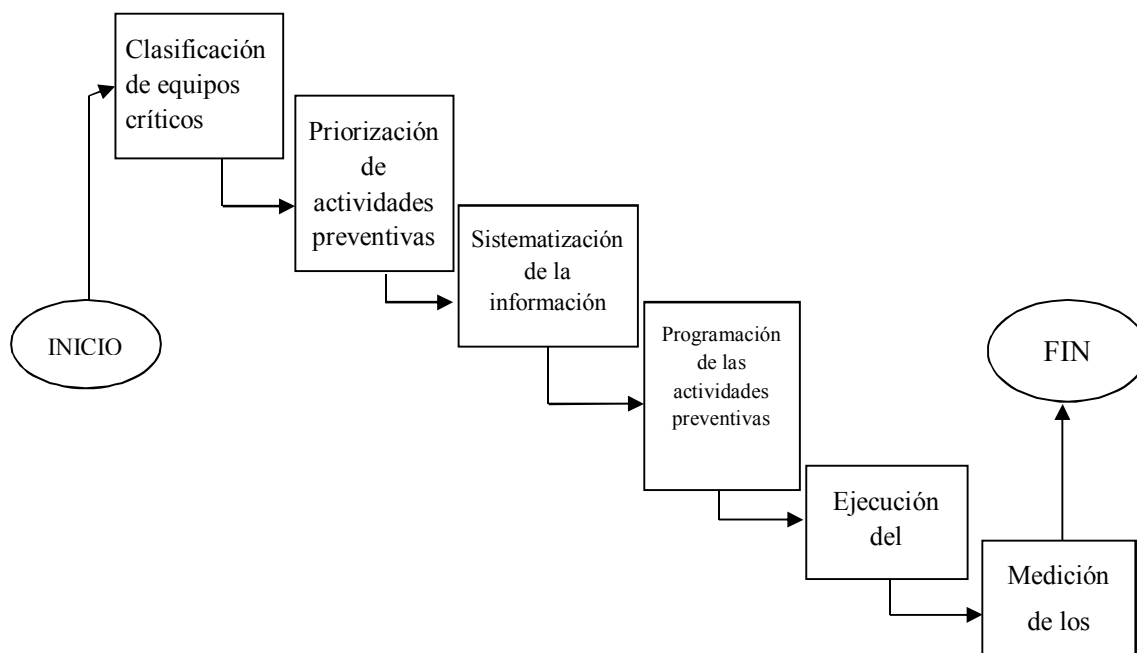 Clasificación
de equipos
críticos
Priorización
de
actividades
preventivas
Sistematización
de la
información
Programación
de las
actividades
preventivas
Ejecución
del
Medición
de los
INICIO
FIN